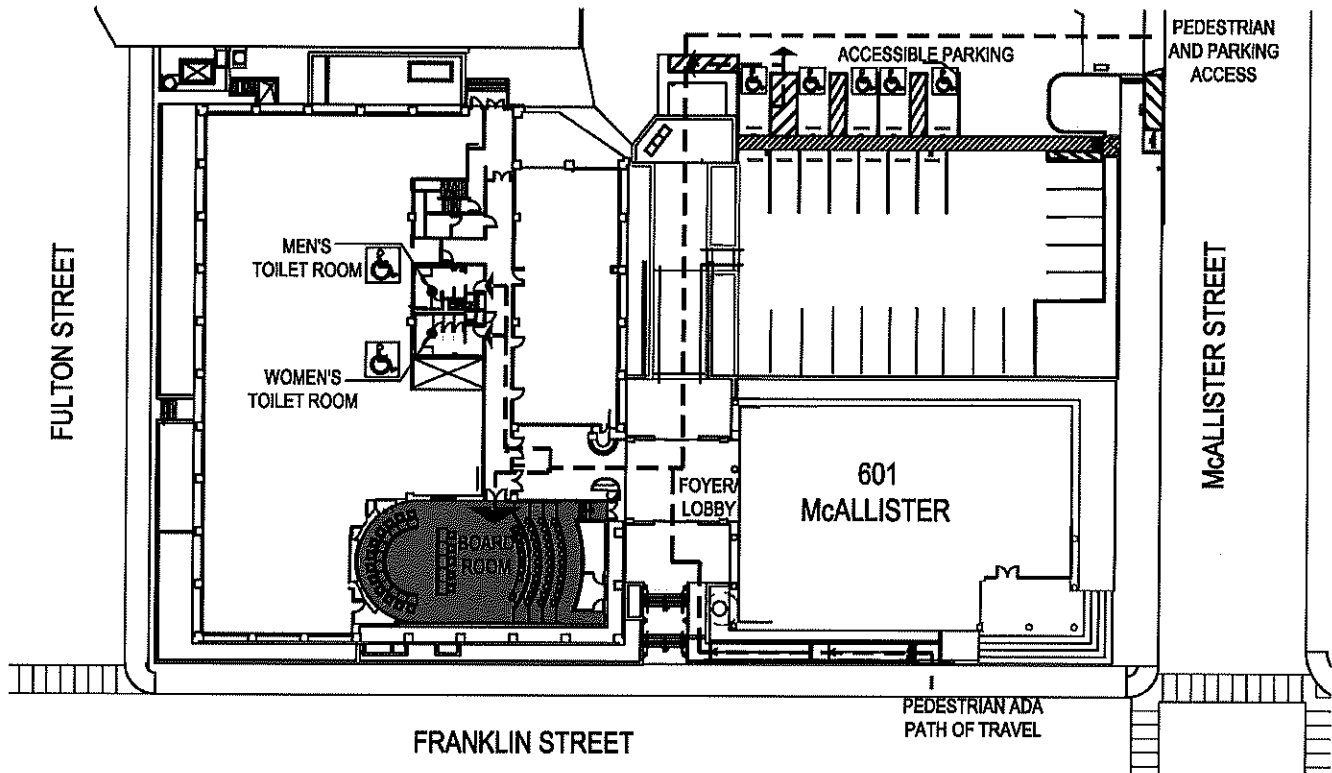 PEDESTRIAN
AND PARKING
ACCESS
ACCESSIBLE PARKING
MEN'S
TOILET ROOM
WOMEN'S
TOILET ROOM
FULTON STREET
McALLISTER STREET
FOYER/
LOBBY
601
McALLISTER
BOARD
ROOM
PEDESTRIAN ADA
PATH OF TRAVEL
FRANKLIN STREET